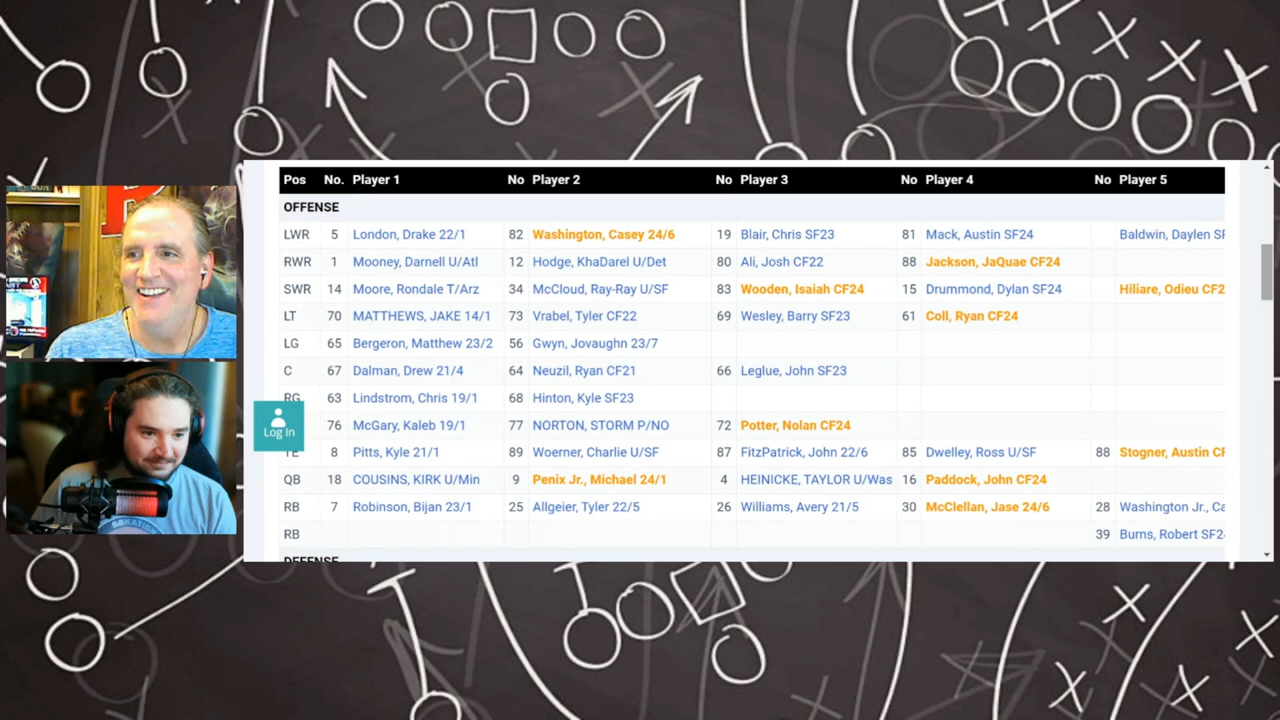 Pos No. Player 1 No Player 2 No Player 3 No Player 4 No Player 5
OFFENSE
LWR 5 London, Drake 22/1 82 Washington, Casey 24/6 19 Blair, Chris SF23 81 Mack, Austin SF24 Baldwin, Daylen SF
RWR 1 Mooney, Darnell U/Atl 12 Hodge, KhaDarel U/Det 80 Ali, Josh CF22 88 Jackson, JaQuae CF24
SWR 14 Moore, Rondale T/Arz 34 McCloud, Ray-Ray U/SF 83 Wooden, Isaiah CF24 15 Drummond, Dylan SF24 Hiliare, Odieu CF2
LT 70 MATTHEWS, JAKE 14/1 73 Vrabel, Tyler CF22 69 Wesley, Barry SF23 61 Coll, Ryan CF24
LG 65 Bergeron, Matthew 23/2 56 Gwyn, Jovaughn 23/7
C 67 Dalman, Drew 21/4 64 Neuzil, Ryan CF21 66 Leglue, John SF23
RG 63 Lindstrom, Chris 19/1 68 Hinton, Kyle SF23
76 McGary, Kaleb 19/1 77 NORTON, STORM P/NO 72 Potter, Nolan CF24
Log In
TE 8 Pitts, Kyle 21/1 89 Woerner, Charlie U/SF 87 FitzPatrick, John 22/6 85 Dwelley, Ross U/SF 88 Stogner, Austin CF
QB 18 COUSINS, KIRK U/Min 9 Penix Jr., Michael 24/1 4 HEINICKE, TAYLOR U/Was 16 Paddock, John CF24
RB 7 Robinson, Bijan 23/1 25 Allgeier, Tyler 22/5 26 Williams, Avery 21/5 30 McClellan, Jase 24/6 28 Washington Jr., Ca
RB 39 Burns, Robert SF2
DEFENSE